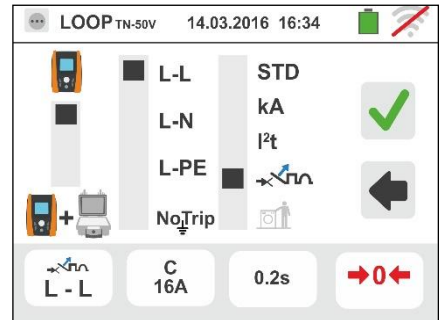 LOOP TN-50V 14.03.2016 16:34
L-L STD
L-N kA
I²t
L-PE
NoTrip
L - L
C
16A
0.2s
0